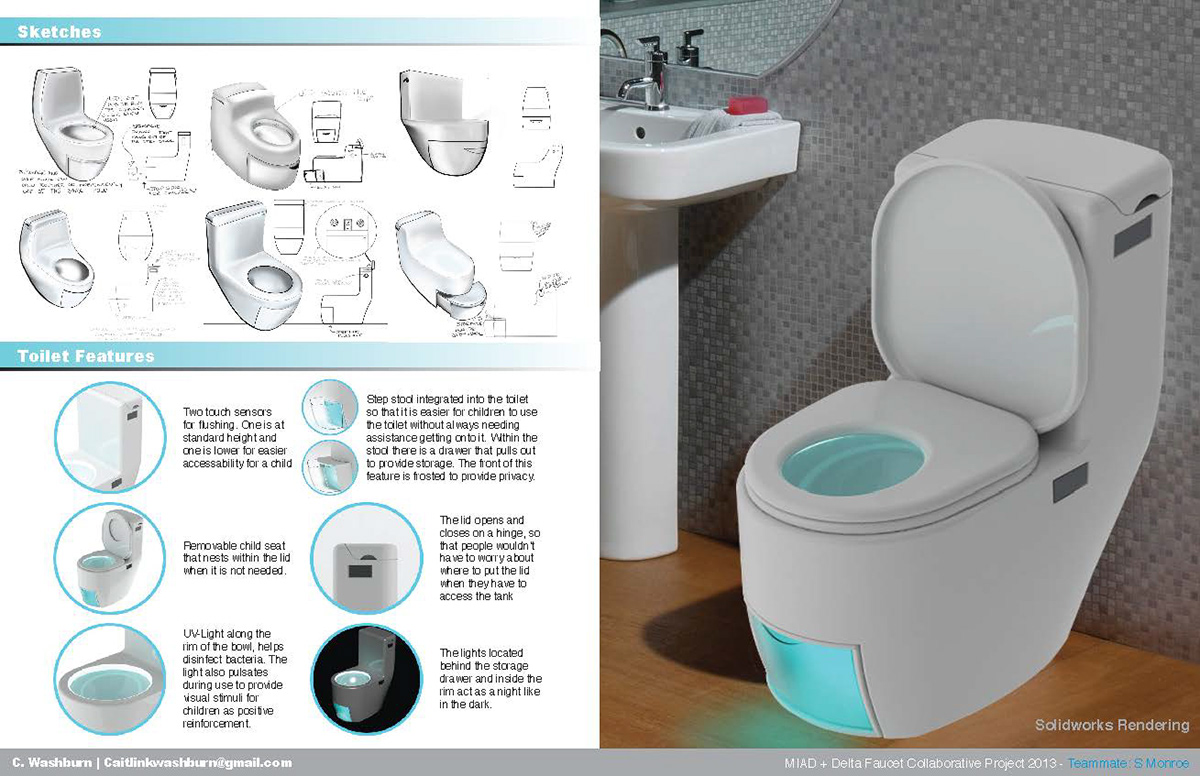 Sketches
Toilet Features
Two touch sensors
for flushing. One is at
standard height and
one is lower for easier
accessability for a child
Step stool integrated into the toilet
so that it is easier for children to use
the toilet without always needing
assistance getting onto it. Within the
stool there is a drawer that pulls out
to provide storage. The front of this
feature is frosted to provide privacy.
Removable child seat
that nests within the lid
when it is not needed.
The lid opens and
closes on a hinge, so
that people wouldn't
have to worry about
where to put the lid
when they have to
access the tank
UV-Light along the
rim of the bowl, helps
disinfect bacteria. The
light also pulsates
during use to provide
visual stimuli for
children as positive
reinforcement.
The lights located
behind the storage
drawer and inside the
rim act as a night like
in the dark.
Solidworks Rendering
C. Washburn | Caitlinkwashburn@gmail.com
MIAD + Delta Faucet Collaborative Project 2013 - Teammate: S Monroe